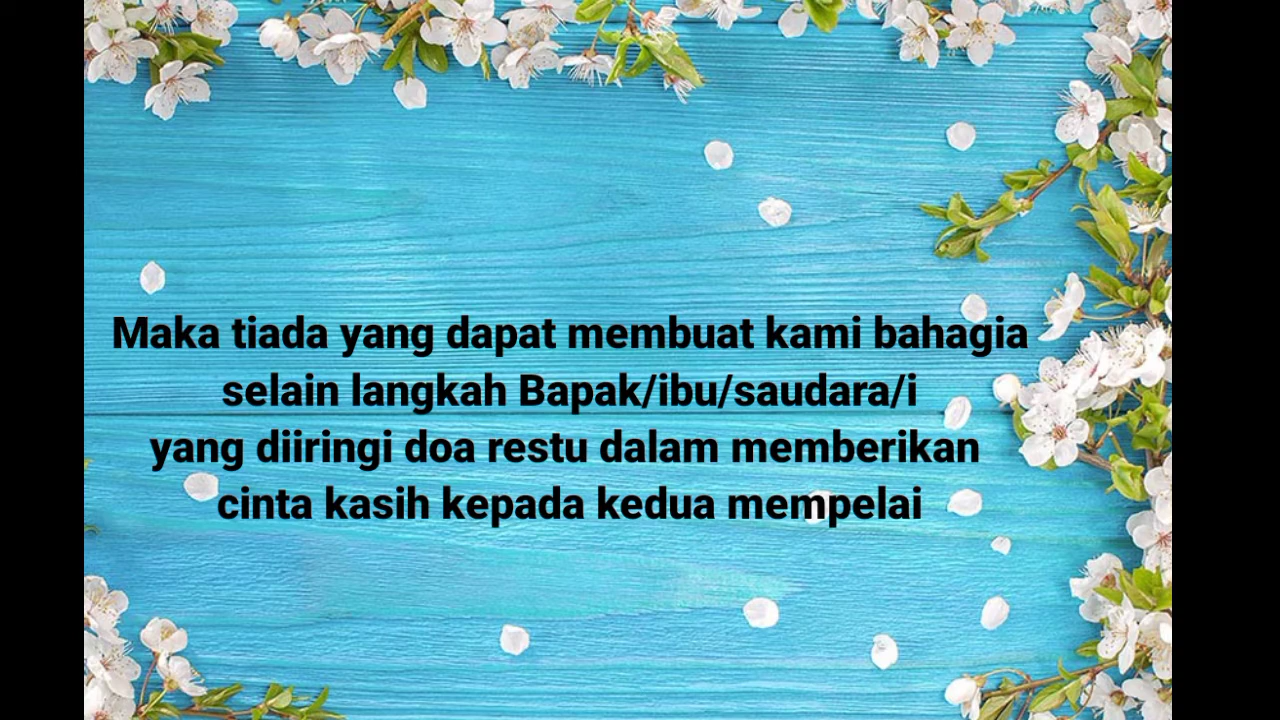 Maka tiada yang dapat membuat kami bahagia
selain langkah Bapak/ibu/saudara/i
yang diiringi doa restu dalam memberikan
cinta kasih kepada kedua mempelai